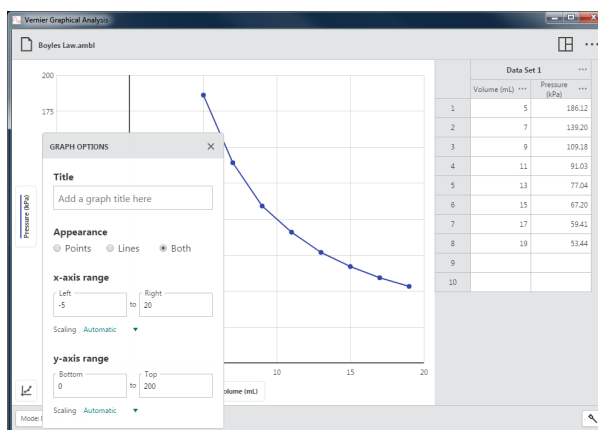 Vernier Graphical Analysis
Boyles Law.ambl
200
175
GRAPH OPTIONS
Title
Add a graph title here
Appearance
Points Lines Both
x-axis range
Left Right
-5 to 20
Scaling Automatic
y-axis range
Bottom Top
0 to 200
Scaling Automatic
Pressure (kPa)
10 15 20
olume (mL)
Mode:
Data Set 1
Volume (mL) Pressure (kPa)
1 5 186.12
2 7 139.20
3 9 109.18
4 11 91.03
5 13 77.04
6 15 67.20
7 17 59.41
8 19 53.44
9
10